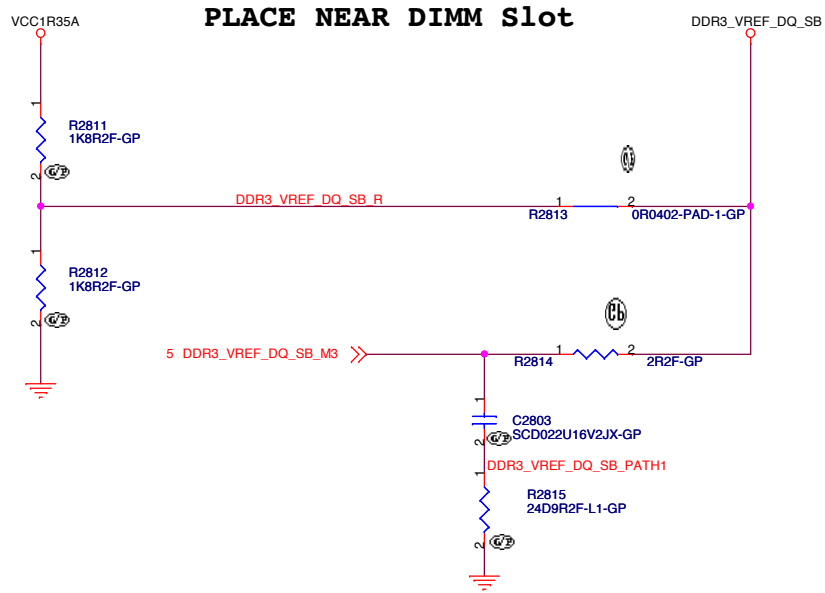 PLACE NEAR DIMM Slot
VCC1R35A
DDR3_VREF_DQ_SB
1
R2811
1K8R2F-GP
2
G/P
DDR3_VREF_DQ_SB_R
1
2
R2813
0R0402-PAD-1-GP
1
R2812
1K8R2F-GP
2
G/P
5 DDR3_VREF_DQ_SB_M3
1
2
R2814
2R2F-GP
1
C2803
SCD022U16V2JX-GP
2
G/P
DDR3_VREF_DQ_SB_PATH1
1
R2815
24D9R2F-L1-GP
2
G/P